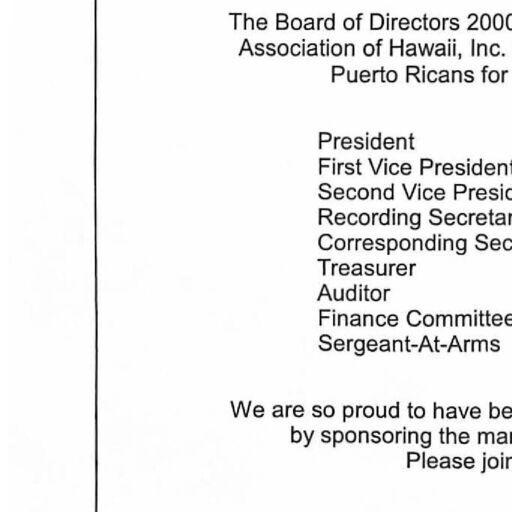 The Board of Directors 2000
Association of Hawaii, Inc.
Puerto Ricans for
President
First Vice President
Second Vice Presid
Recording Secretar
Corresponding Sec
Treasurer
Auditor
Finance Committee
Sergeant-At-Arms
We are so proud to have be
by sponsoring the mar
Please join